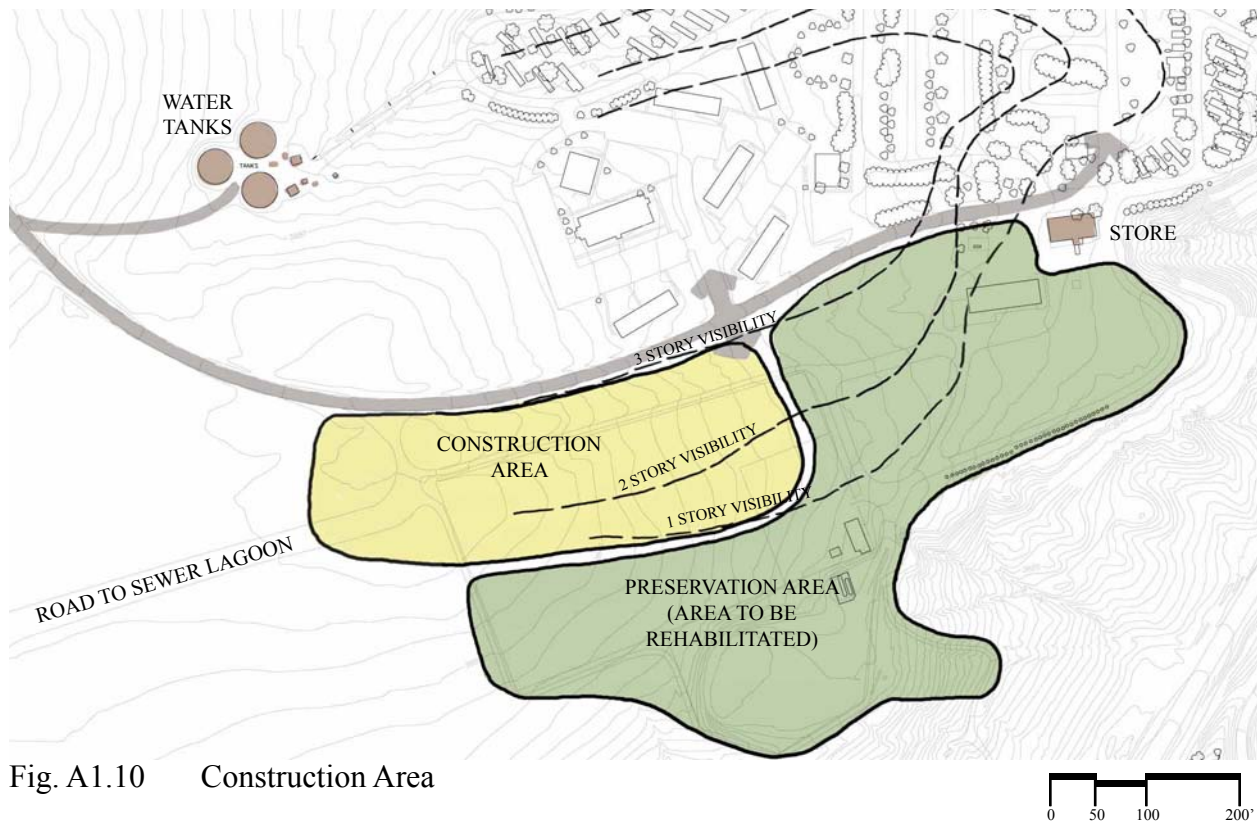 WATER
TANKS
TANKS
STORE
3 STORY VISIBILITY
CONSTRUCTION
AREA
2 STORY VISIBILITY
1 STORY VISIBILITY
ROAD TO SEWER LAGOON
PRESERVATION AREA
(AREA TO BE
REHABILITATED)
Fig. A1.10 Construction Area
0 50 100 200'